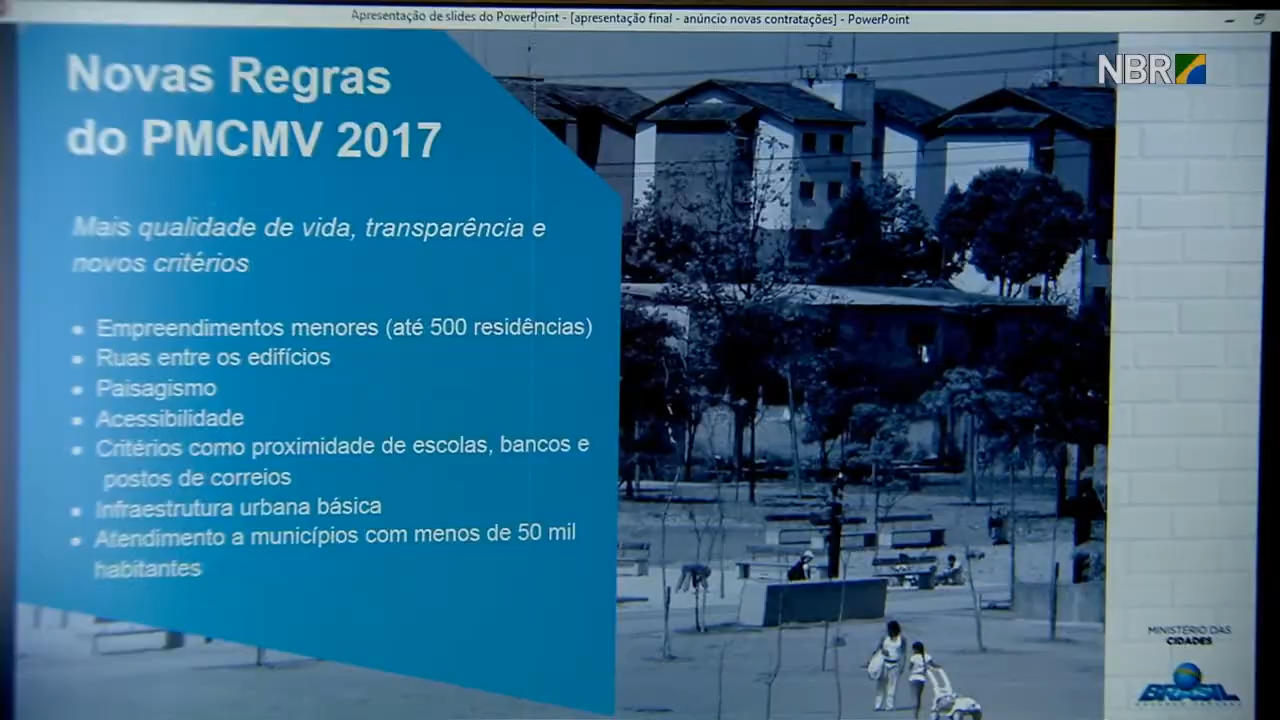 Apresentação de slides do PowerPoint - [apresentação final - anúncio novas contratações] - PowerPoint
NBR
Novas Regras
do PMCMV 2017
Mais qualidade de vida, transparência e
novos critérios
• Empreendimentos menores (até 500 residências)
• Ruas entre os edifícios
• Paisagismo
• Acessibilidade
• Critérios como proximidade de escolas, bancos e
postos de correios
• Infraestrutura urbana básica
• Atendimento a municípios com menos de 50 mil
habitantes
MINISTÉRIO DAS
CIDADES
BRASIL